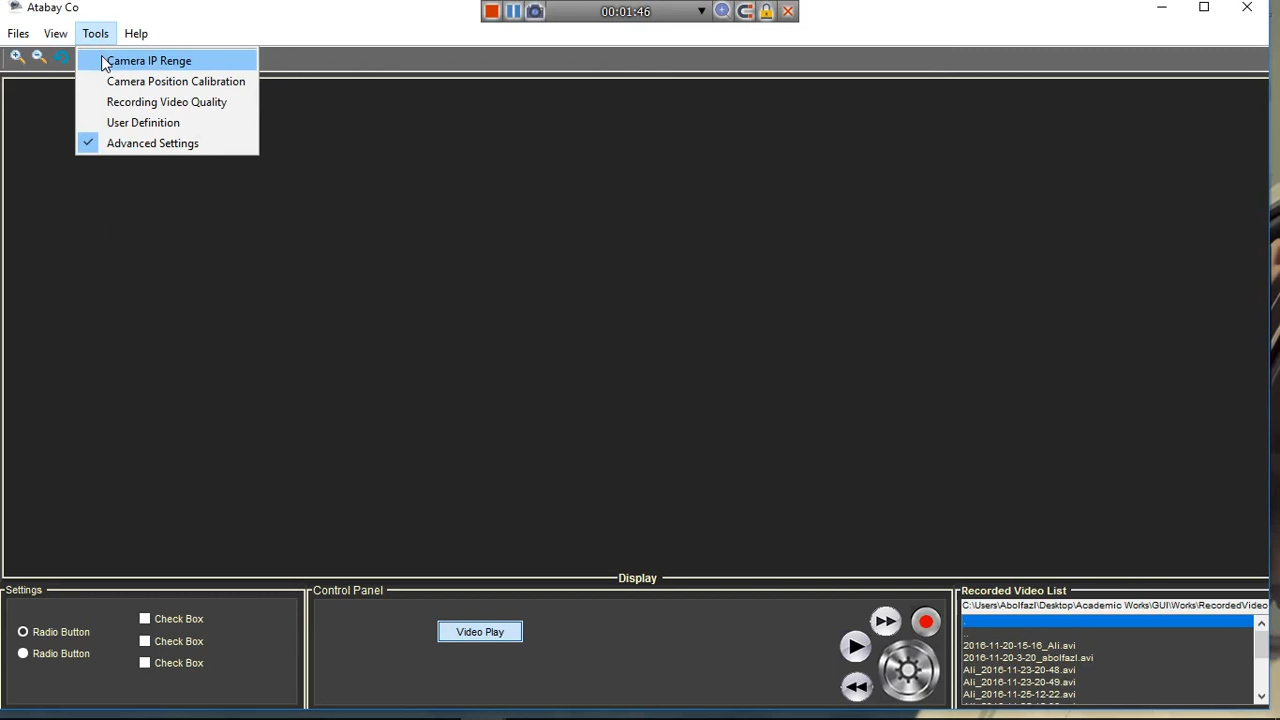 Atabay Co
00:01:46
Files View Tools Help
Camera IP Renge
Camera Position Calibration
Recording Video Quality
User Definition
Advanced Settings
Display
Settings
Radio Button
Radio Button
Check Box
Check Box
Check Box
Control Panel
Video Play
Recorded Video List
C:\Users\Abolfazl\Desktop\Academic Works\GUI\Works\RecordedVideo
.
..
2016-11-20-15-16_Ali.avi
2016-11-20-3-20_abolfazl.avi
Ali_2016-11-23-20-48.avi
Ali_2016-11-23-20-49.avi
Ali_2016-11-25-12-22.avi